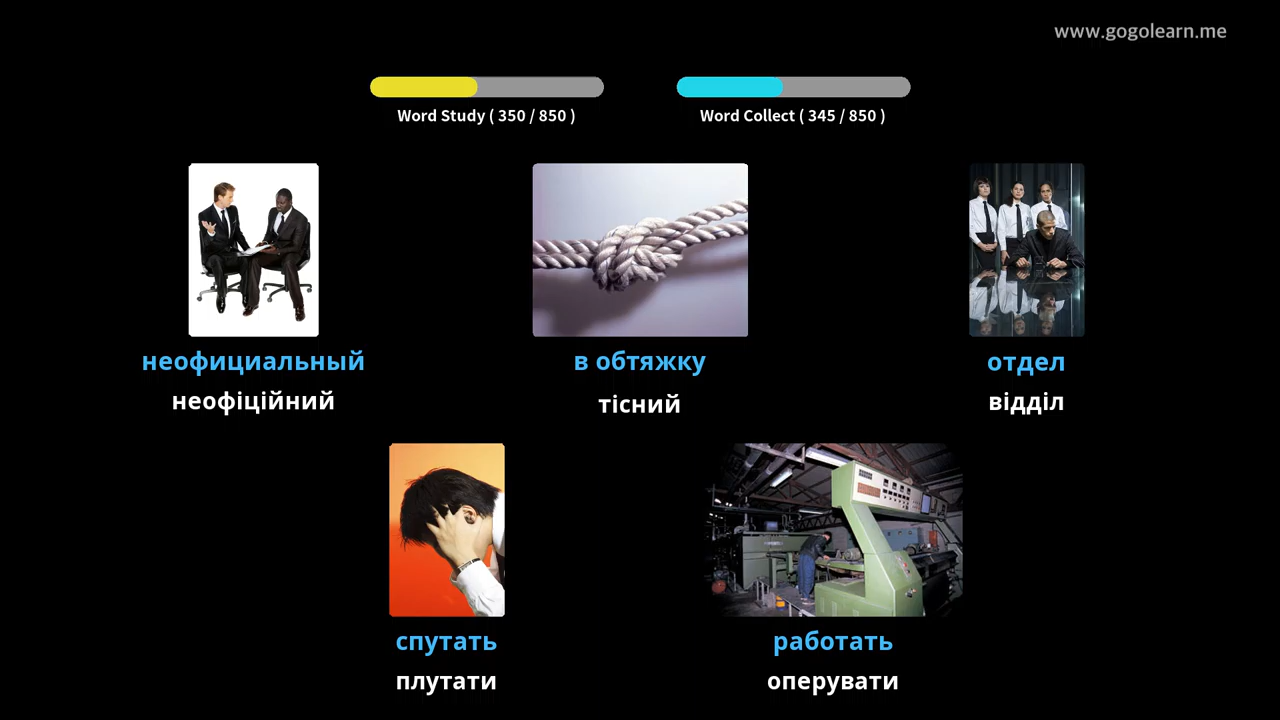 www.gogolearn.me
Word Study ( 350 / 850 )
Word Collect ( 345 / 850 )
неофициальный
в обтяжку
отдел
неофіційний
тісний
відділ
спутать
работать
плутати
оперувати